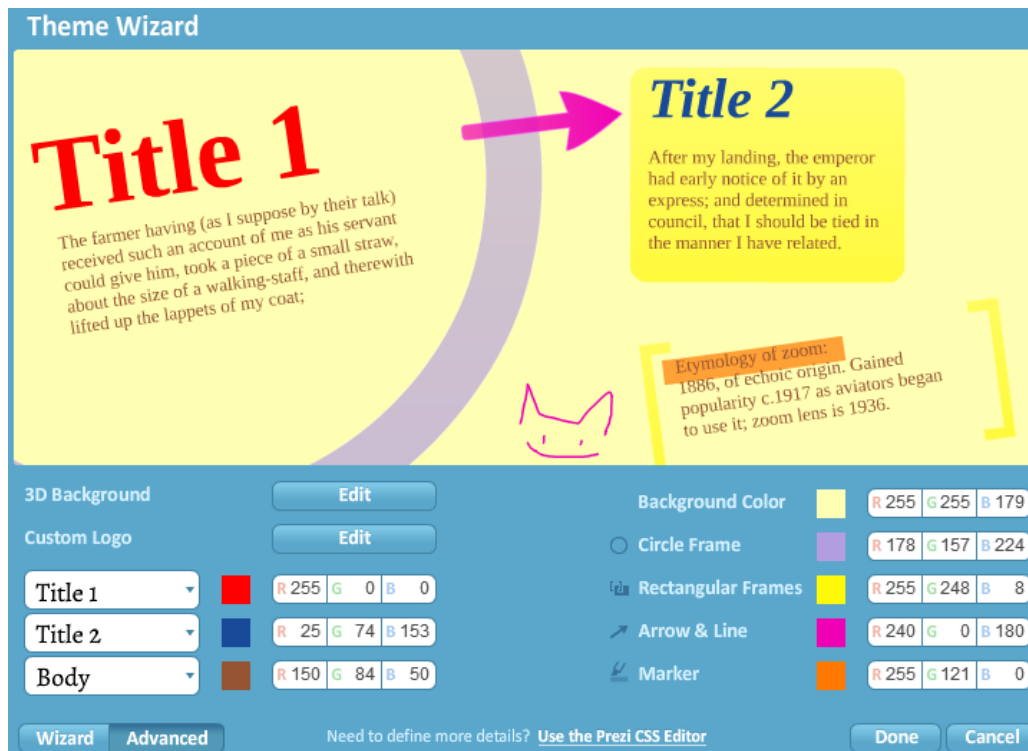 Theme Wizard
Title 1
The farmer having (as I suppose by their talk)
received such an account of me as his servant
could give him, took a piece of a small straw,
about the size of a walking-staff, and therewith
lifted up the lappets of my coat;
Title 2
After my landing, the emperor
had early notice of it by an
express; and determined in
council, that I should be tied in
the manner I have related.
Etymology of zoom:
1886, of echoic origin. Gained
popularity c.1917 as aviators began
to use it; zoom lens is 1936.
3D Background Edit
Custom Logo Edit
Title 1 R 255 G 0 B 0
Title 2 R 25 G 74 B 153
Body R 150 G 84 B 50
Background Color R 255 G 255 B 179
Circle Frame R 178 G 157 B 224
Rectangular Frames R 255 G 248 B 8
Arrow & Line R 240 G 0 B 180
Marker R 255 G 121 B 0
Wizard Advanced Need to define more details? Use the Prezi CSS Editor Done Cancel